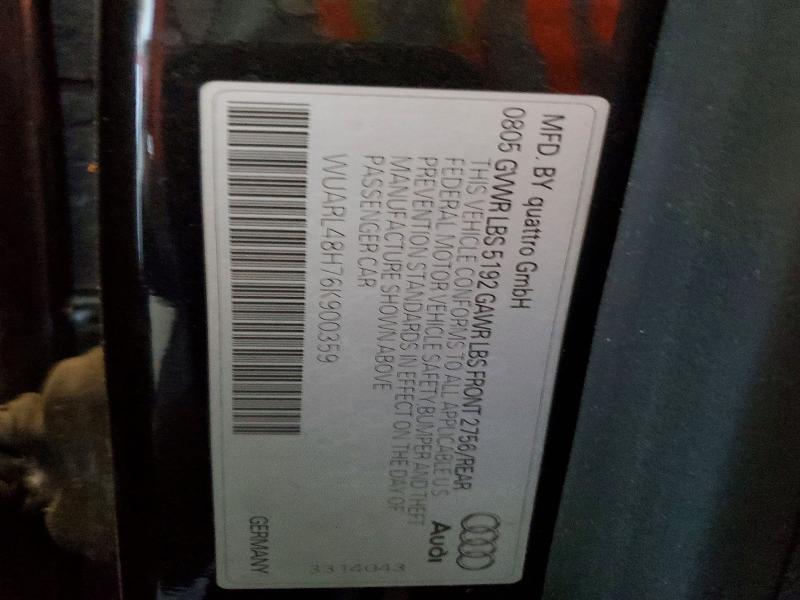 MFD. BY quattro GmbH
0805 GVWR LBS 5192 GAWR LBS FRONT 2756/REAR
THIS VEHICLE CONFORMS TO ALL APPLICABLE U S
FEDERAL MOTOR VEHICLE SAFETY BUMPER AND THEFT
PREVENTION STANDARDS IN EFFECT ON THE DAY OF
MANUFACTURE SHOWN ABOVE
PASSENGER CAR
WUARL48H76K900359
Audi
3314043
GERMANY